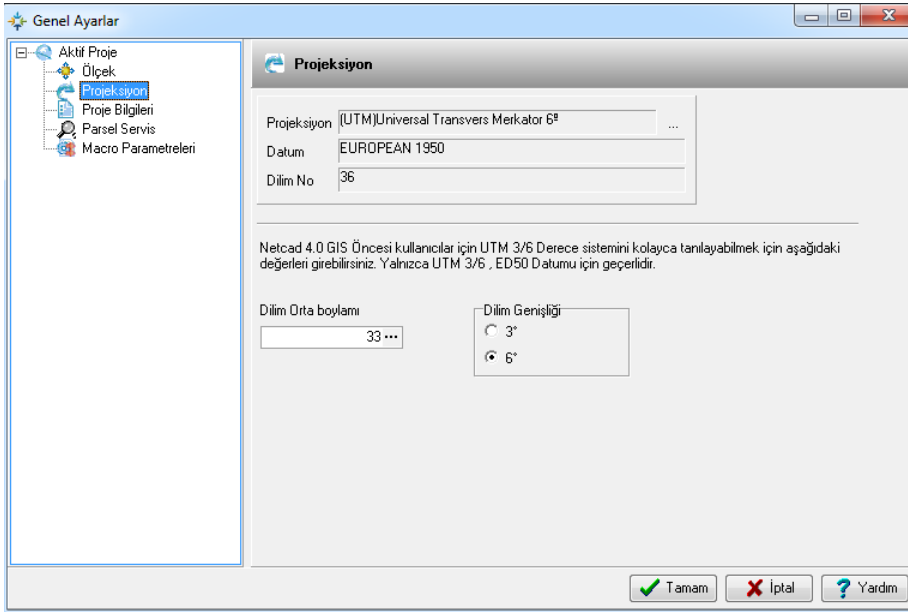 Genel Ayarlar
Aktif Proje
Ölçek
Projeksiyon
Proje Bilgileri
Parsel Servis
Macro Parametreleri
Projeksiyon
Projeksiyon (UTM)Universal Transvers Merkator 6º ...
Datum EUROPEAN 1950
Dilim No 36
Netcad 4.0 GIS Öncesi kullanıcılar için UTM 3/6 Derece sistemini kolayca tanılayabilmek için aşağıdaki
değerleri girebilirsiniz. Yalnızca UTM 3/6 , ED50 Datumu için geçerlidir.
Dilim Orta boylamı
33 ...
Dilim Genişliği
3°
6°
Tamam
İptal
Yardım